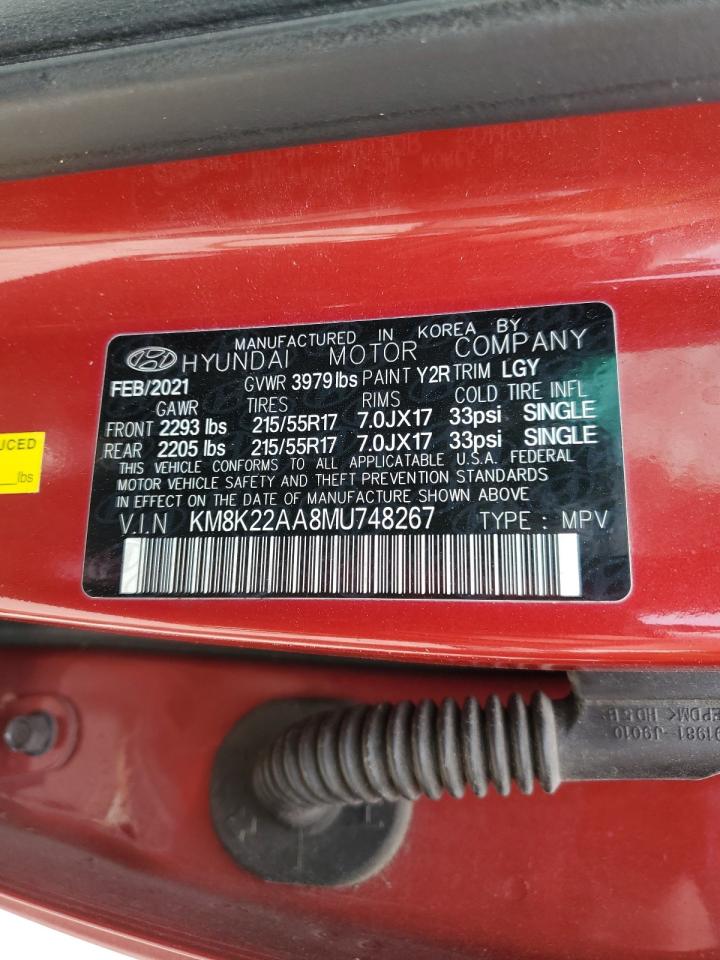 MANUFACTURED IN KOREA BY
HYUNDAI MOTOR COMPANY
FEB/2021 GVWR 3979lbs PAINT Y2R TRIM LGY
GAWR TIRES RIMS COLD TIRE INFL
FRONT 2293 lbs 215/55R17 7.0JX17 33psi SINGLE
REAR 2205 lbs 215/55R17 7.0JX17 33psi SINGLE
THIS VEHICLE CONFORMS TO ALL APPLICATABLE U.S.A. FEDERAL
MOTOR VEHICLE SAFETY AND THEFT PREVENTION STANDARDS
IN EFFECT ON THE DATE OF MANUFACTURE SHOWN ABOVE.
V.I.N KM8K22AA8MU748267 TYPE : MPV
UCED
lbs
91981-J9010